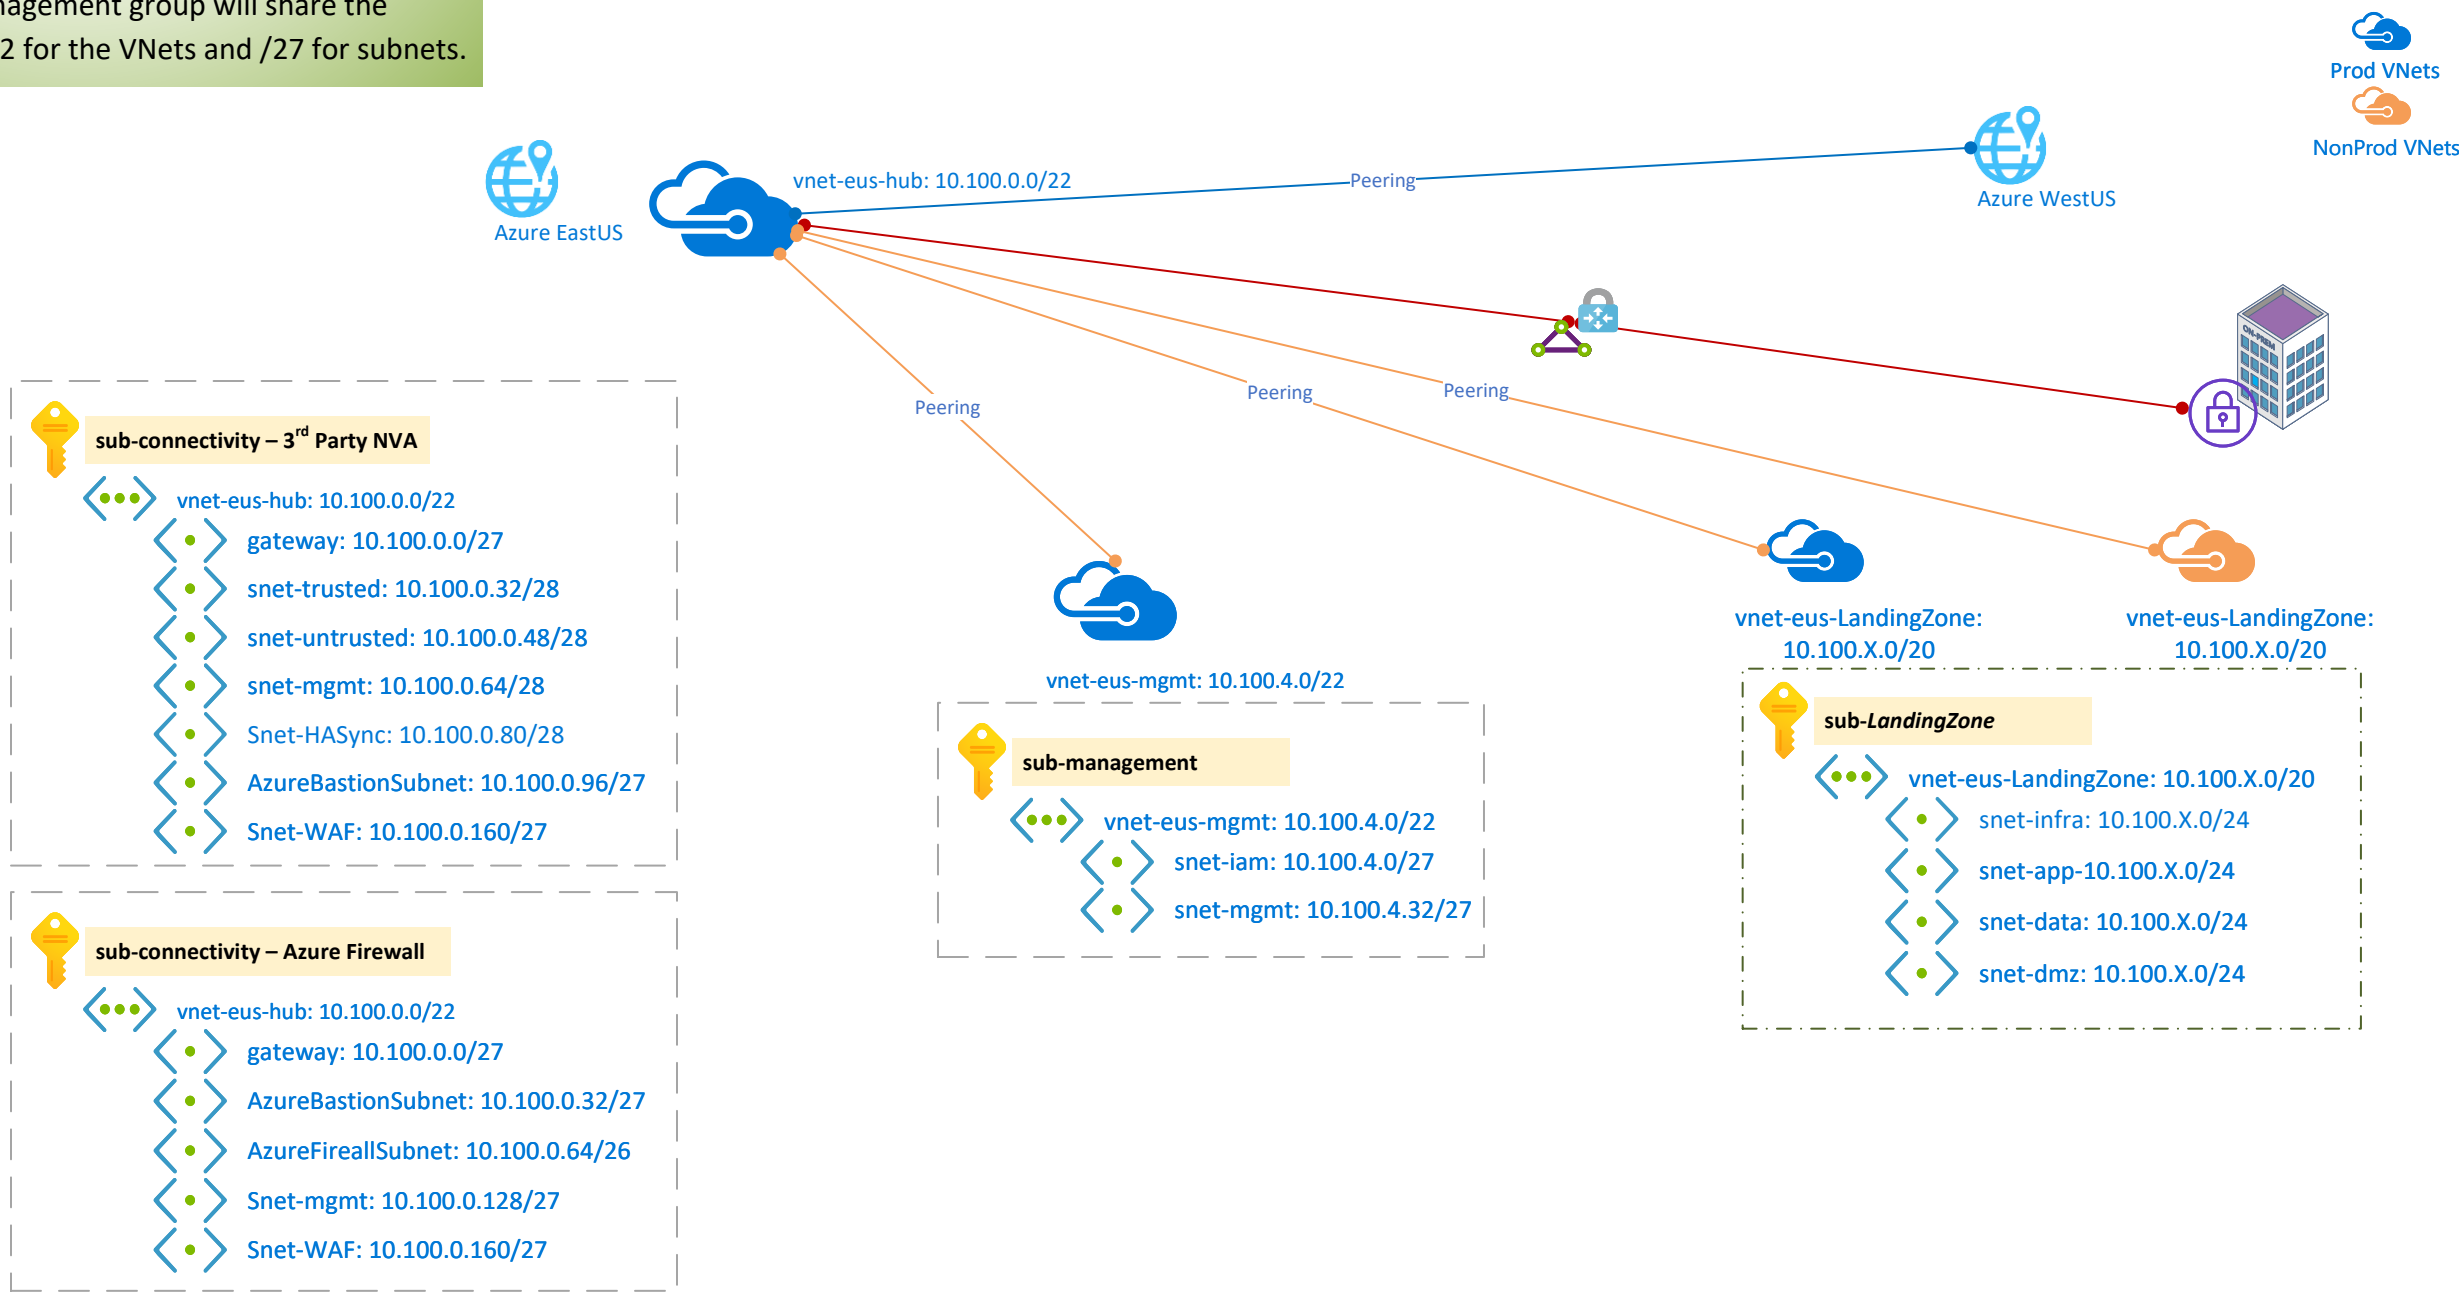 nagement group will share the
2 for the VNets and /27 for subnets.
Prod VNets
NonProd VNets
Azure EastUS
vnet-eus-hub: 10.100.0.0/22
Peering
Azure WestUS
ON-PREM
Peering
Peering
Peering
sub-connectivity – 3rd Party NVA
vnet-eus-hub: 10.100.0.0/22
gateway: 10.100.0.0/27
snet-trusted: 10.100.0.32/28
snet-untrusted: 10.100.0.48/28
snet-mgmt: 10.100.0.64/28
Snet-HASync: 10.100.0.80/28
AzureBastionSubnet: 10.100.0.96/27
Snet-WAF: 10.100.0.160/27
sub-connectivity – Azure Firewall
vnet-eus-hub: 10.100.0.0/22
gateway: 10.100.0.0/27
AzureBastionSubnet: 10.100.0.32/27
AzureFireallSubnet: 10.100.0.64/26
Snet-mgmt: 10.100.0.128/27
Snet-WAF: 10.100.0.160/27
vnet-eus-mgmt: 10.100.4.0/22
sub-management
vnet-eus-mgmt: 10.100.4.0/22
snet-iam: 10.100.4.0/27
snet-mgmt: 10.100.4.32/27
vnet-eus-LandingZone:
10.100.X.0/20
vnet-eus-LandingZone:
10.100.X.0/20
sub-LandingZone
vnet-eus-LandingZone: 10.100.X.0/20
snet-infra: 10.100.X.0/24
snet-app-10.100.X.0/24
snet-data: 10.100.X.0/24
snet-dmz: 10.100.X.0/24